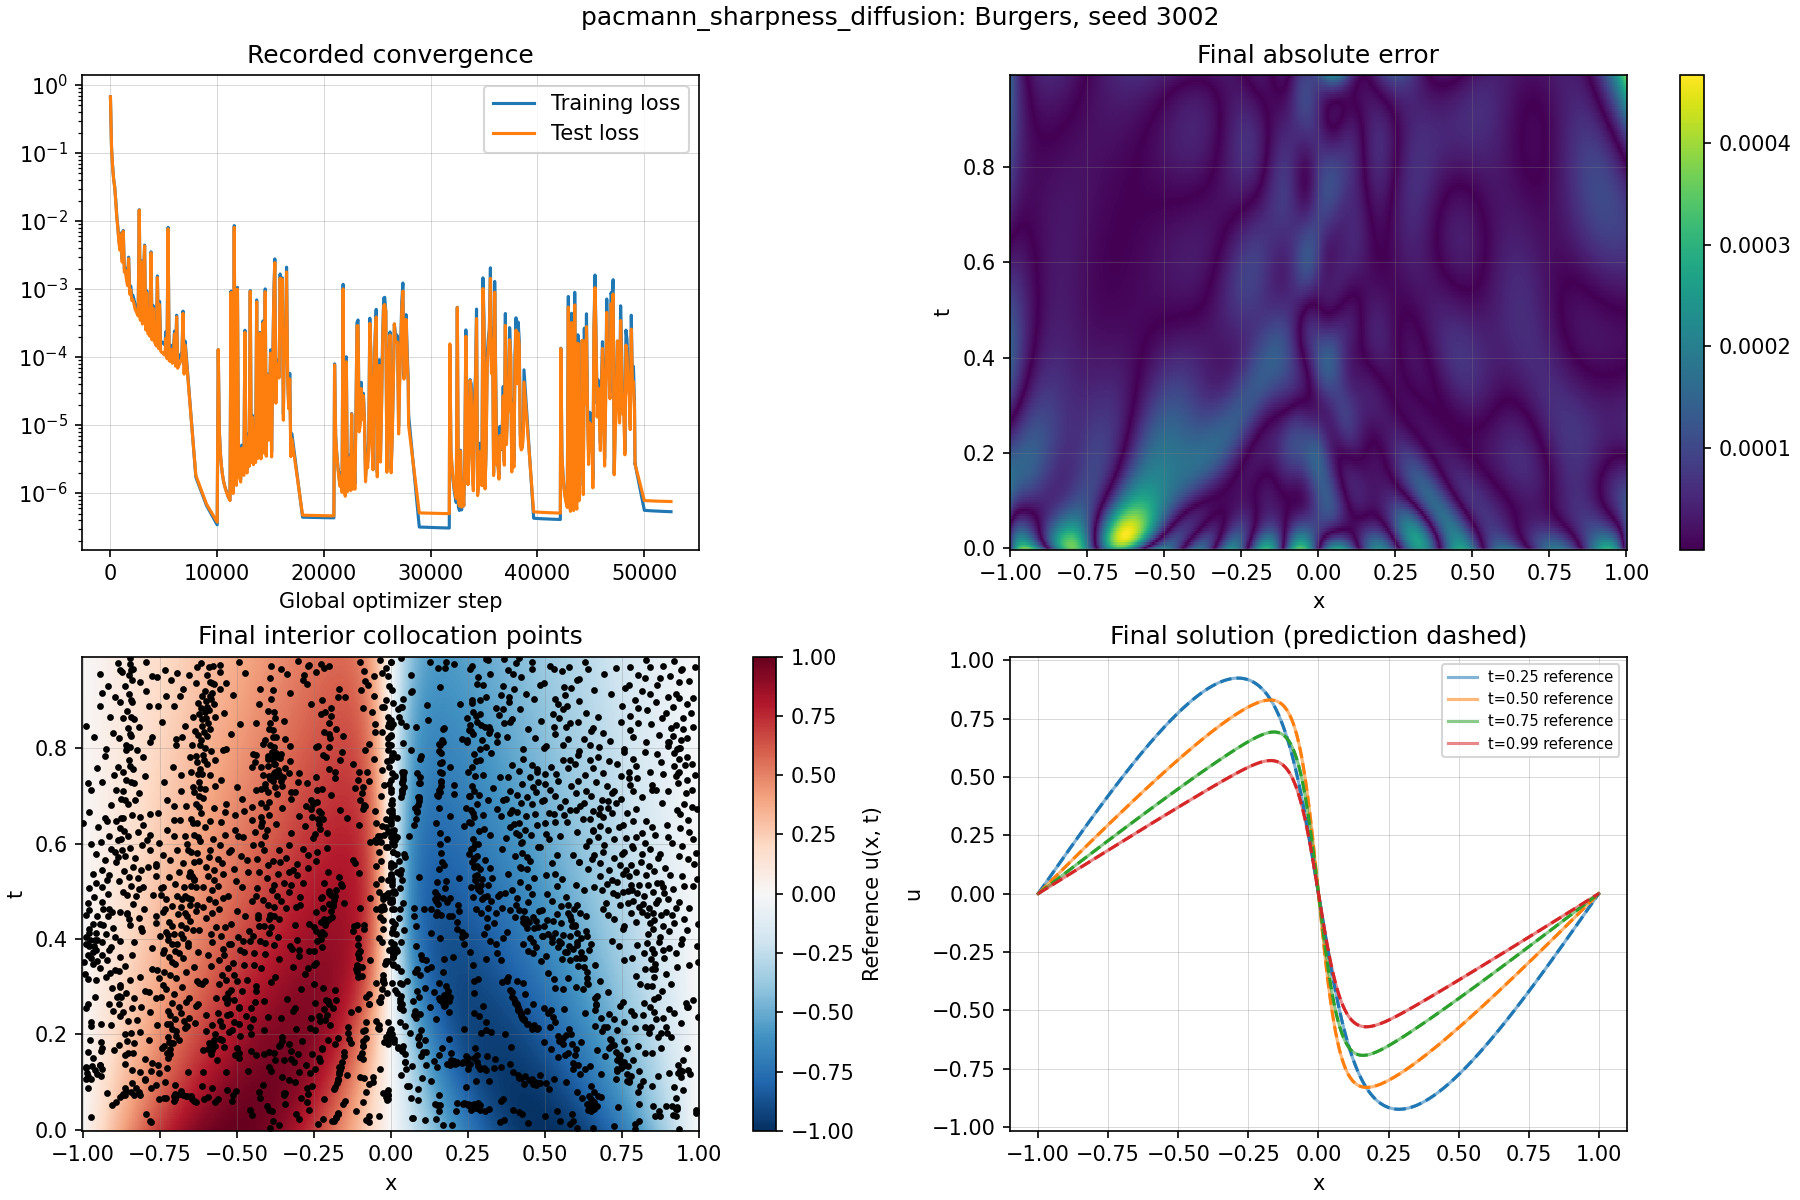 pacmann_sharpness_diffusion: Burgers, seed 3002
Recorded convergence
10⁰
10⁻¹
10⁻²
10⁻³
10⁻⁴
10⁻⁵
10⁻⁶
Training loss
Test loss
0 10000 20000 30000 40000 50000
Global optimizer step
Final absolute error
t
0.8
0.6
0.4
0.2
0.0
−1.00 −0.75 −0.50 −0.25 0.00 0.25 0.50 0.75 1.00
x
0.0004
0.0003
0.0002
0.0001
Final interior collocation points
t
0.8
0.6
0.4
0.2
0.0
−1.00 −0.75 −0.50 −0.25 0.00 0.25 0.50 0.75 1.00
x
1.00
0.75
0.50
0.25
0.00
−0.25
−0.50
−0.75
−1.00
Reference u(x, t)
Final solution (prediction dashed)
u
1.00
0.75
0.50
0.25
0.00
−0.25
−0.50
−0.75
−1.00
t=0.25 reference
t=0.50 reference
t=0.75 reference
t=0.99 reference
−1.00 −0.75 −0.50 −0.25 0.00 0.25 0.50 0.75 1.00
x